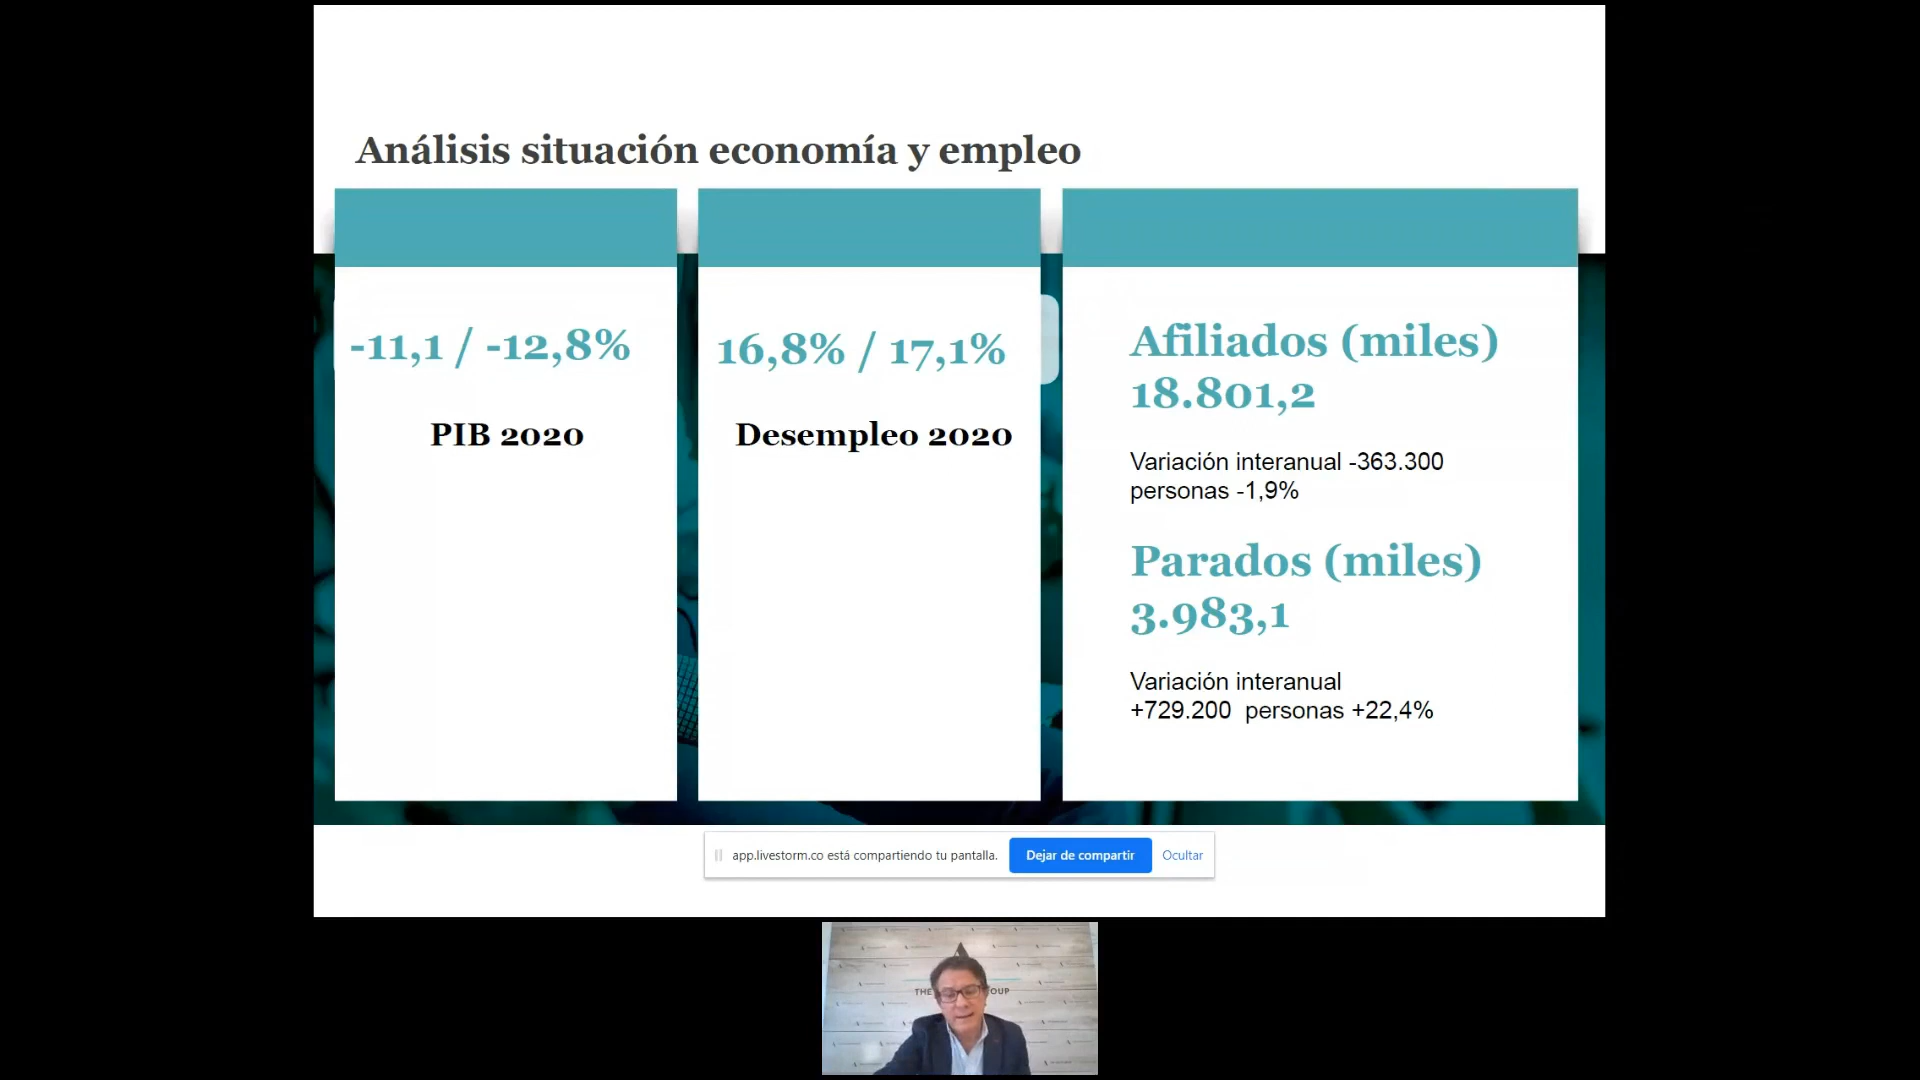 Análisis situación economía y empleo
-11,1 / -12,8%
PIB 2020
16,8% / 17,1%
Desempleo 2020
Afiliados (miles)
18.801,2
Variación interanual -363.300
personas -1,9%
Parados (miles)
3.983,1
Variación interanual
+729.200 personas +22,4%
app.livestorm.co está compartiendo tu pantalla.
Dejar de compartir
Ocultar
THE OUP